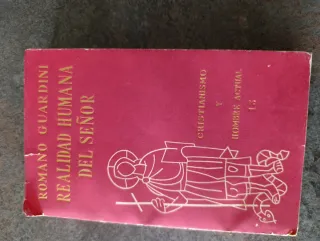 ROMANO GUARDINI
REALIDAD HUMANA
DEL SEÑOR
CRISTIANISMO
Y
HOMBRE ACTUAL